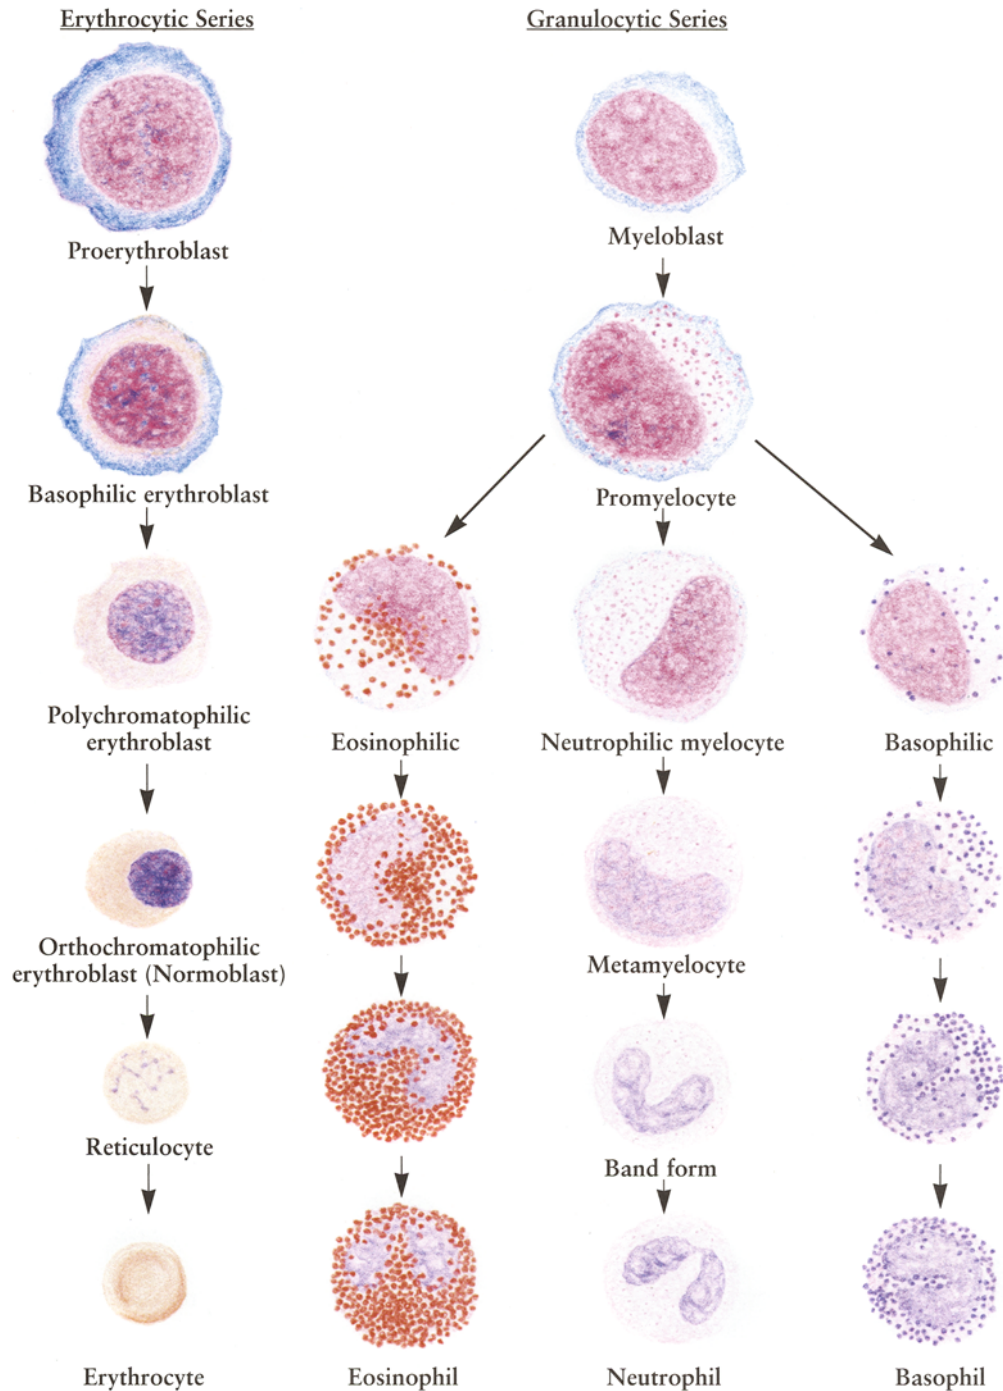 Erythrocytic Series
Granulocytic Series
Proerythroblast
Myeloblast
Basophilic erythroblast
Promyelocyte
Polychromatophilic
erythroblast
Eosinophilic
Neutrophilic myelocyte
Basophilic
Orthochromatophilic
erythroblast (Normoblast)
Metamyelocyte
Reticulocyte
Band form
Erythrocyte
Eosinophil
Neutrophil
Basophil